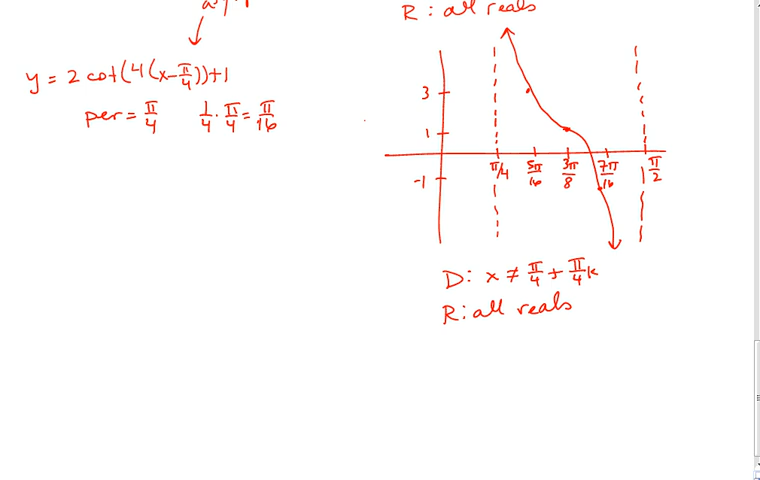 R: all reals
y = 2 cot(4(x-π/4))+1
per = π/4 1/4 · π/4 = π/16
3
1
-1
π/4 5π/16 3π/8 7π/16 π/2
D: x ≠ π/4 + π/4 k
R: all reals